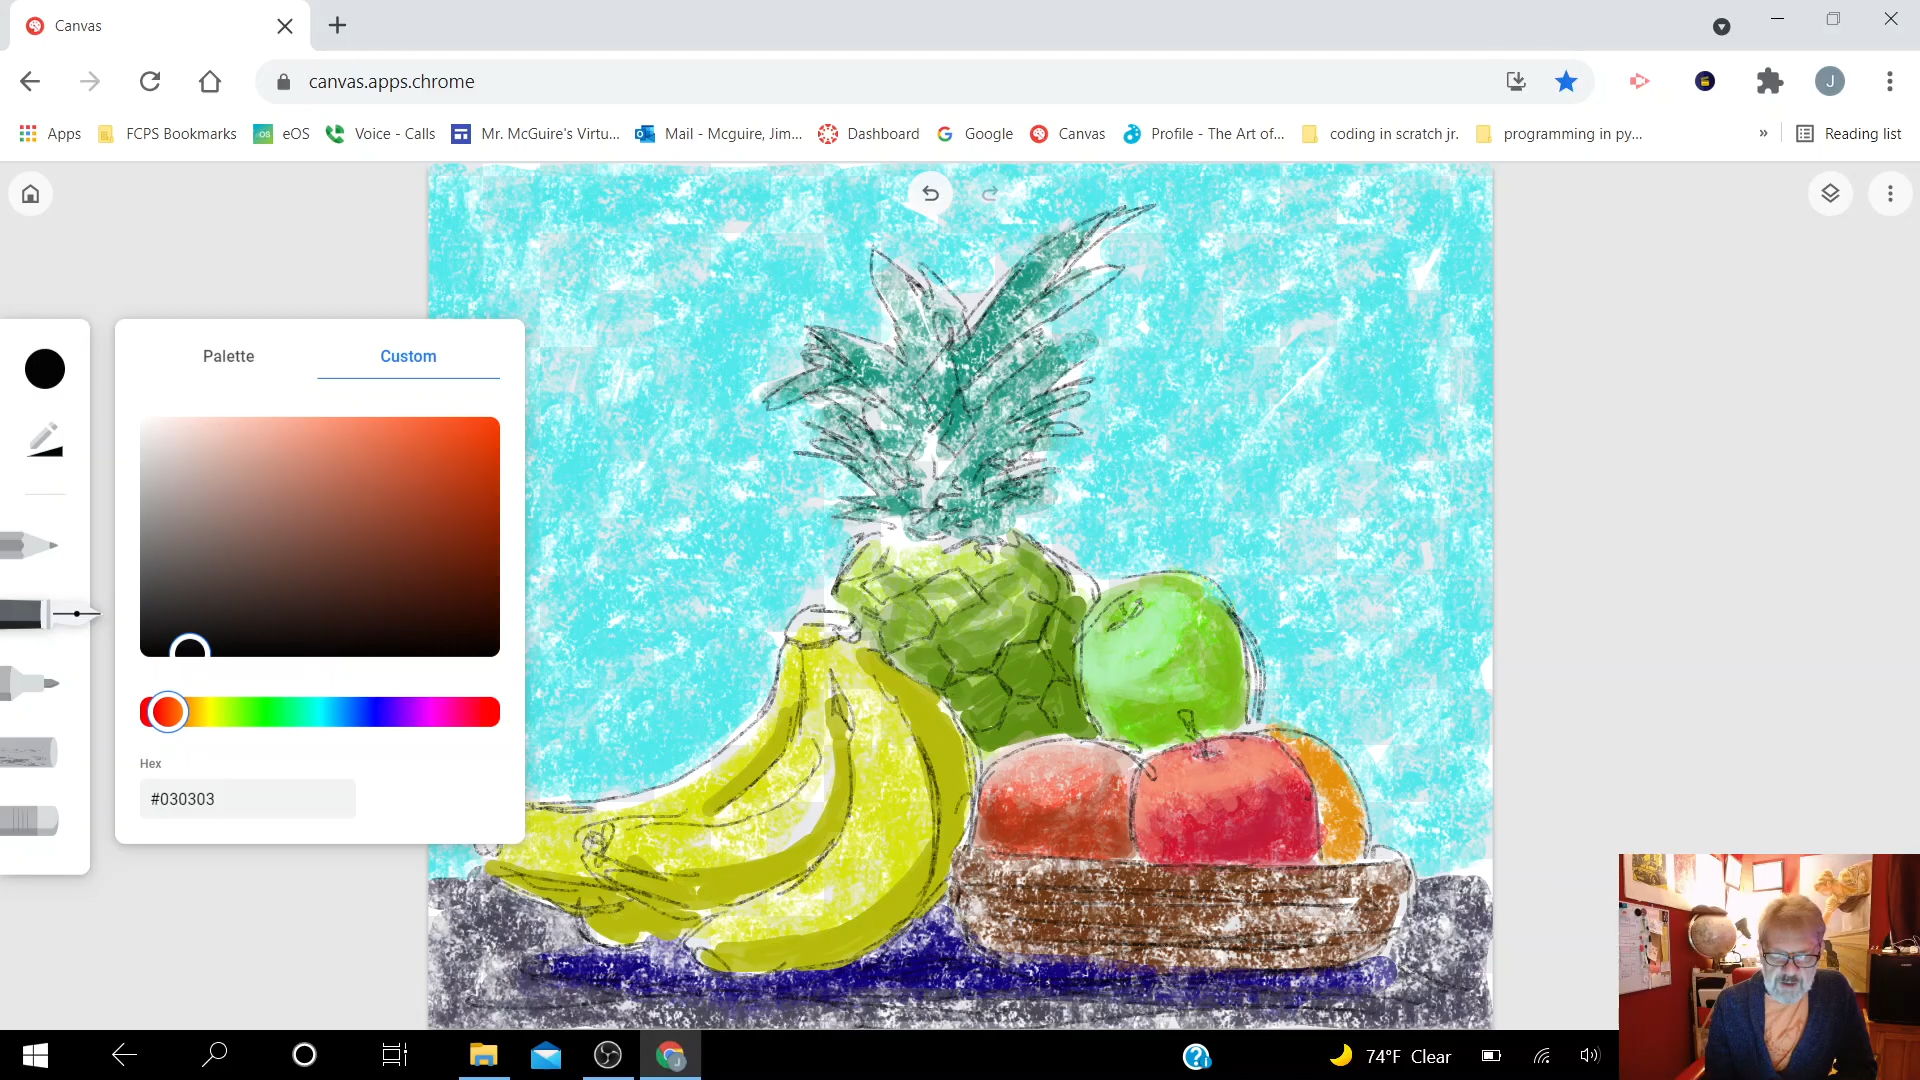 Canvas
canvas.apps.chrome
J
Apps FCPS Bookmarks eOS Voice - Calls Mr. McGuire's Virtu... Mail - Mcguire, Jim... Dashboard Google Canvas Profile - The Art of... coding in scratch jr. programming in py... » Reading list
Palette Custom
Hex
#030303
74°F Clear